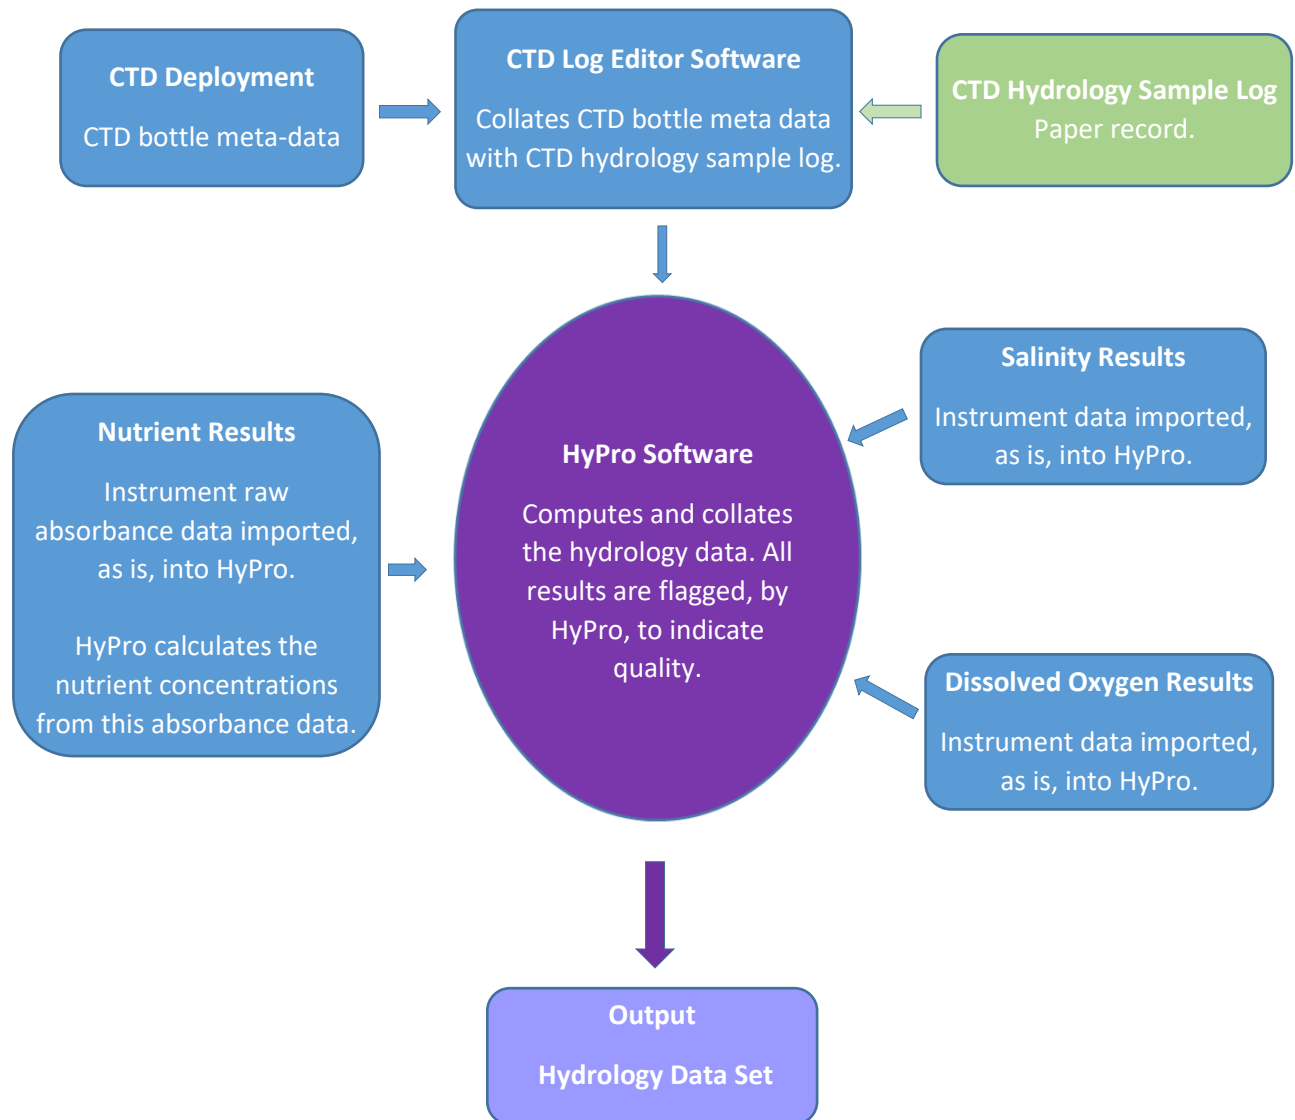 CTD Deployment
CTD bottle meta-data
CTD Log Editor Software
Collates CTD bottle meta data
with CTD hydrology sample log.
CTD Hydrology Sample Log
Paper record.
Nutrient Results
Instrument raw
absorbance data imported,
as is, into HyPro.
HyPro calculates the
nutrient concentrations
from this absorbance data.
HyPro Software
Computes and collates
the hydrology data. All
results are flagged, by
HyPro, to indicate
quality.
Salinity Results
Instrument data imported,
as is, into HyPro.
Dissolved Oxygen Results
Instrument data imported,
as is, into HyPro.
Output
Hydrology Data Set